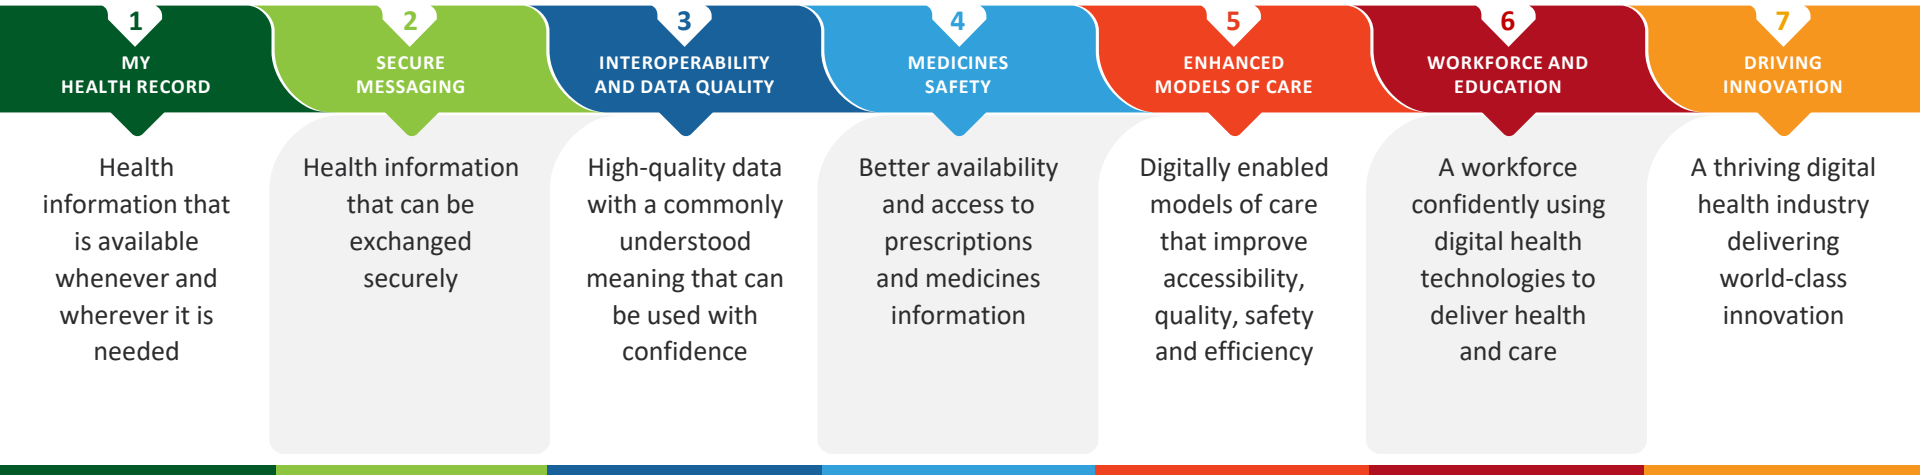 1
MY
HEALTH RECORD
Health
information that
is available
whenever and
wherever it is
needed
2
SECURE
MESSAGING
Health information
that can be
exchanged
securely
3
INTEROPERABILITY
AND DATA QUALITY
High-quality data
with a commonly
understood
meaning that can
be used with
confidence
4
MEDICINES
SAFETY
Better availability
and access to
prescriptions
and medicines
information
5
ENHANCED
MODELS OF CARE
Digitally enabled
models of care
that improve
accessibility,
quality, safety
and efficiency
6
WORKFORCE AND
EDUCATION
A workforce
confidently using
digital health
technologies to
deliver health
and care
7
DRIVING
INNOVATION
A thriving digital
health industry
delivering
world-class
innovation